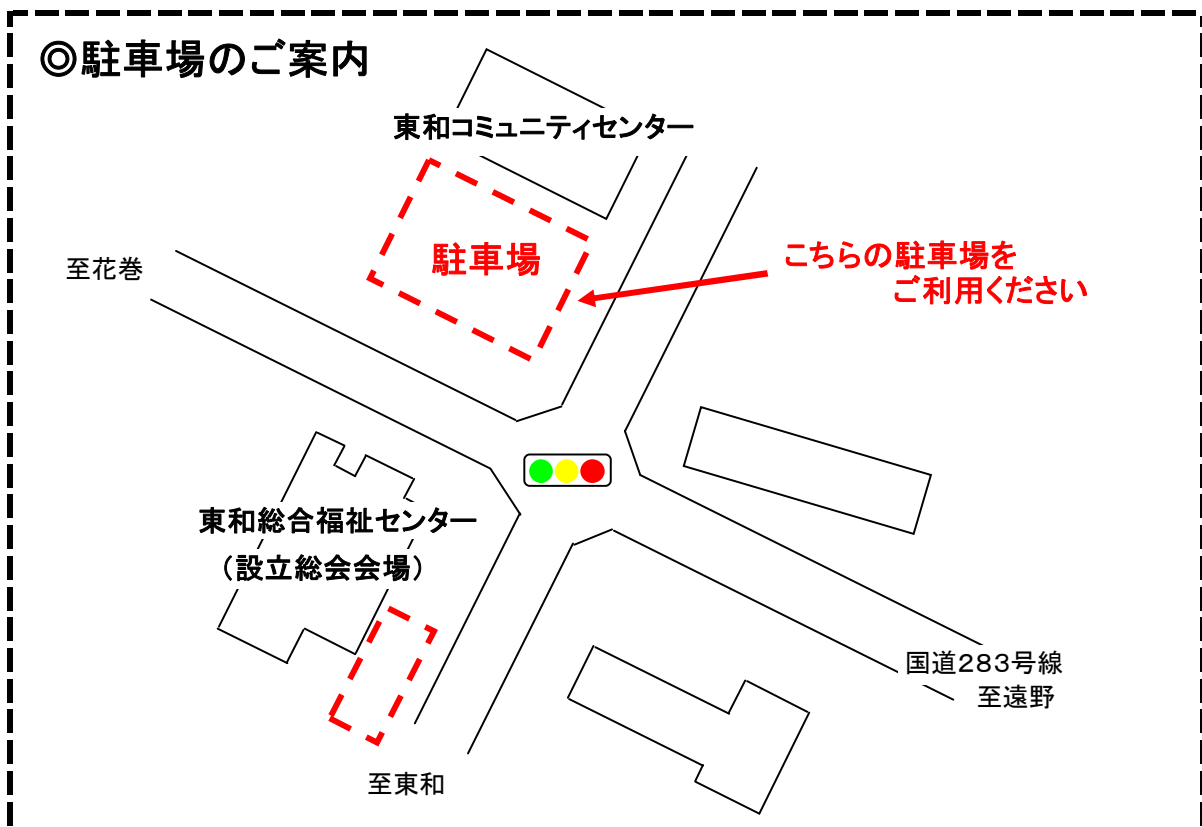 ◎駐車場のご案内
東和コミュニティセンター
駐車場
こちらの駐車場を
ご利用ください
至花巻
東和総合福祉センター
（設立総会会場）
国道２８３号線
至遠野
至東和